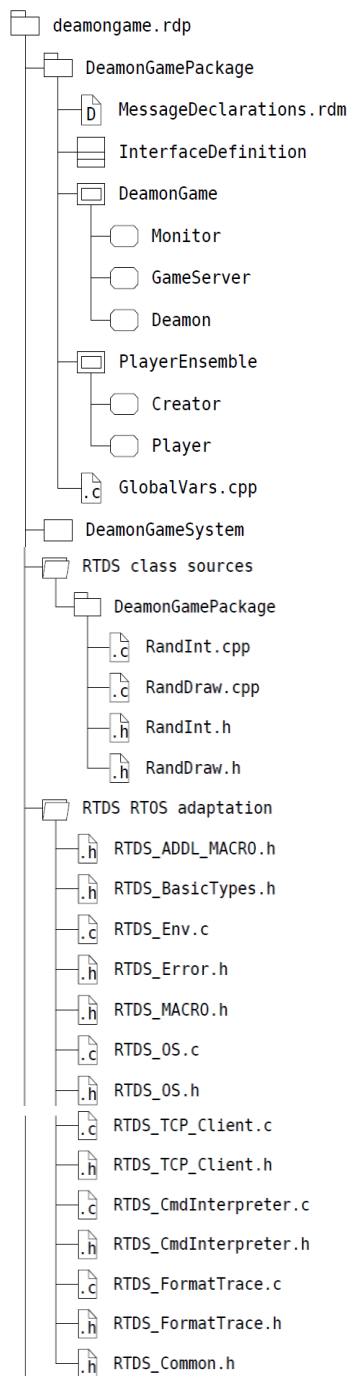 deamongame.rdp
DeamonGamePackage
D MessageDeclarations.rdm
InterfaceDefinition
DeamonGame
Monitor
GameServer
Deamon
PlayerEnsemble
Creator
Player
.c GlobalVars.cpp
DeamonGameSystem
RTDS class sources
DeamonGamePackage
.c RandInt.cpp
.c RandDraw.cpp
.h RandInt.h
.h RandDraw.h
RTDS RTOS adaptation
.h RTDS_ADDL_MACRO.h
.h RTDS_BasicTypes.h
.c RTDS_Env.c
.h RTDS_Error.h
.h RTDS_MACRO.h
.c RTDS_OS.c
.h RTDS_OS.h
.c RTDS_TCP_Client.c
.h RTDS_TCP_Client.h
.c RTDS_CmdInterpreter.c
.h RTDS_CmdInterpreter.h
.c RTDS_FormatTrace.c
.h RTDS_FormatTrace.h
.h RTDS_Common.h